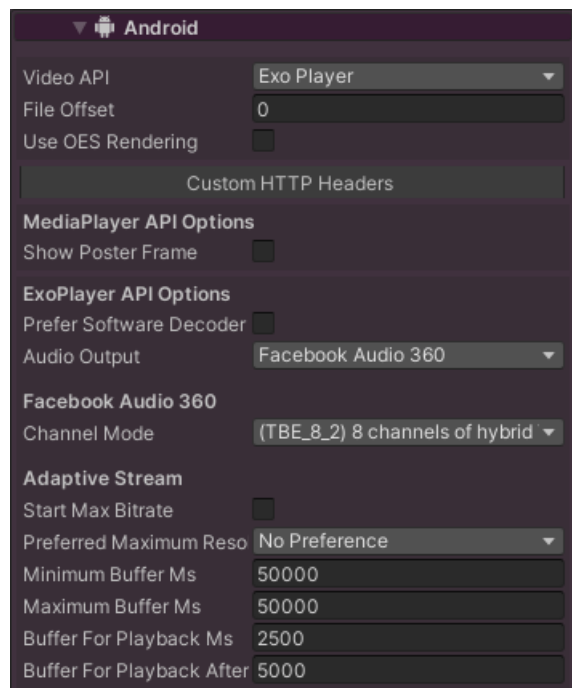 Android
Video API Exo Player
File Offset 0
Use OES Rendering
Custom HTTP Headers
MediaPlayer API Options
Show Poster Frame
ExoPlayer API Options
Prefer Software Decoder
Audio Output Facebook Audio 360
Facebook Audio 360
Channel Mode (TBE_8_2) 8 channels of hybrid
Adaptive Stream
Start Max Bitrate
Preferred Maximum Reso No Preference
Minimum Buffer Ms 50000
Maximum Buffer Ms 50000
Buffer For Playback Ms 2500
Buffer For Playback After 5000